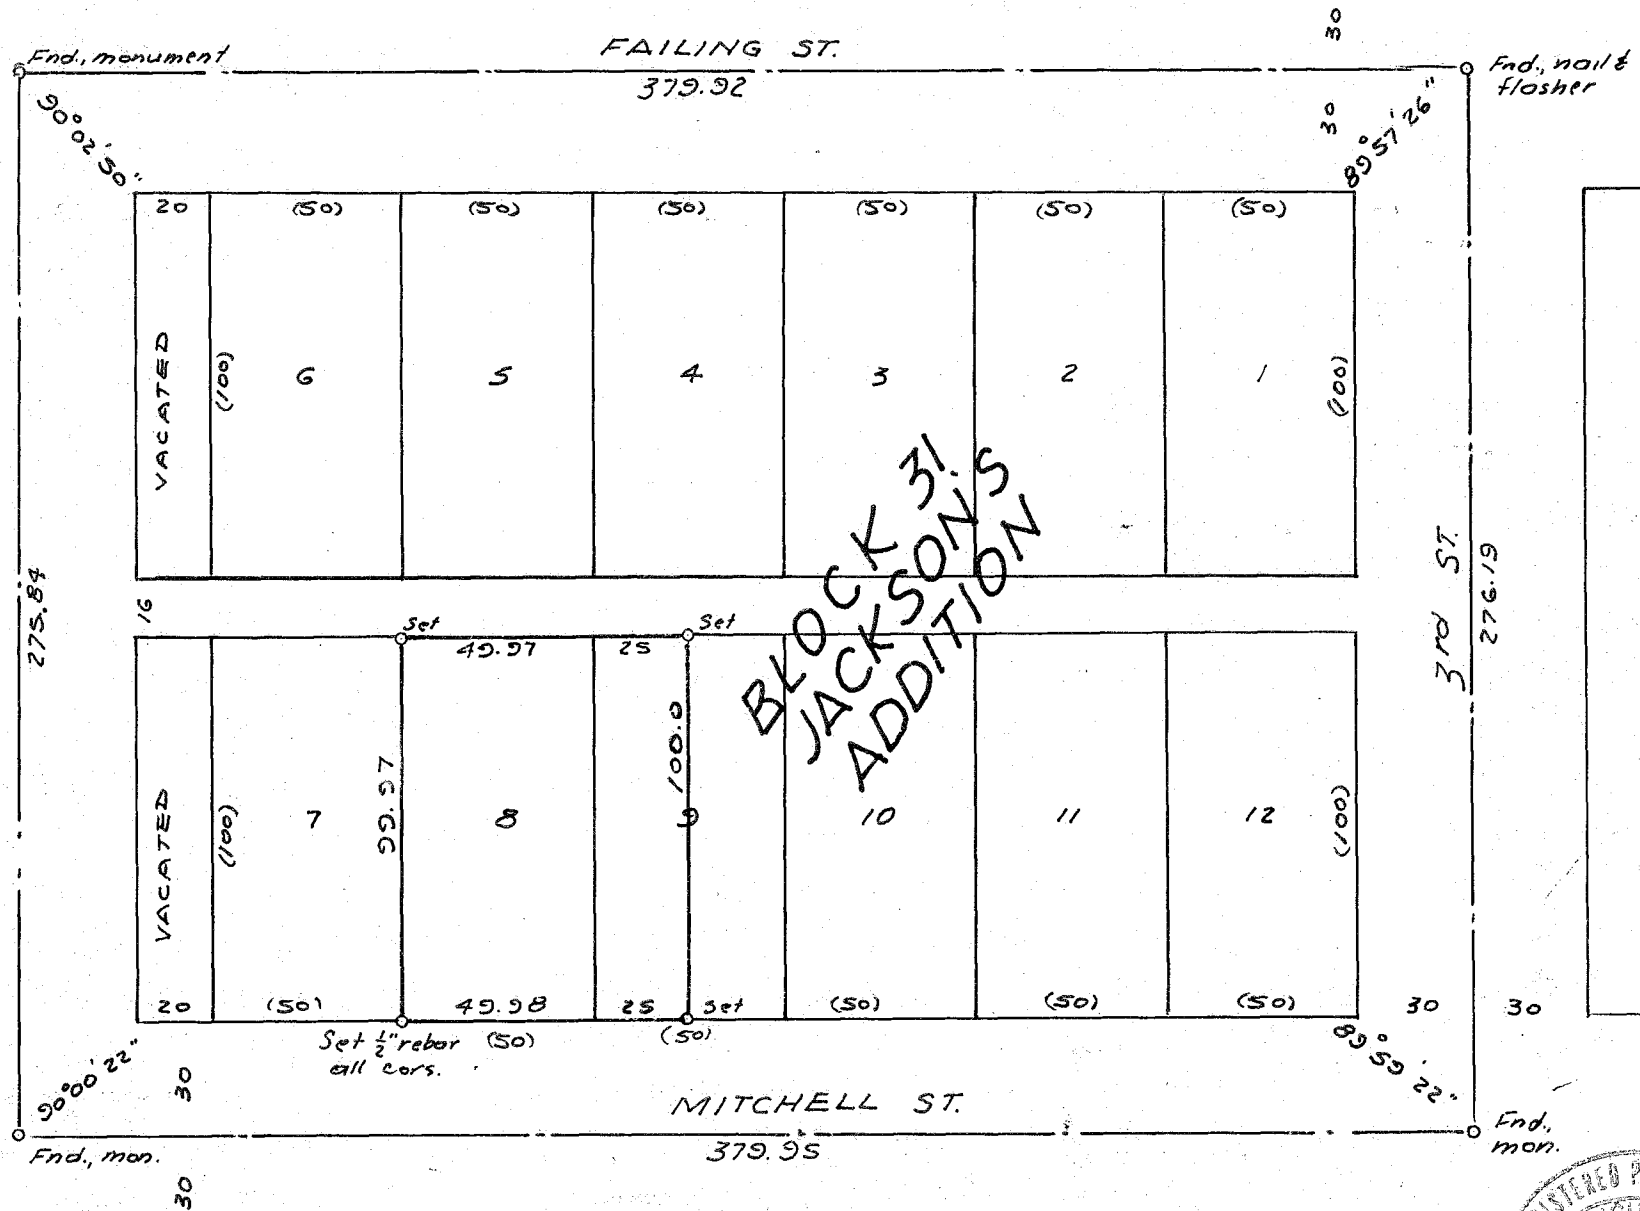 FAILING ST.
30
Fnd., monument
Fnd., nail &
flasher
379.92
30
90°02'50"
89°57'26"
20 (50) (50) (50) (50) (50) (50)
VACATED
(100)
6 5 4 3 2 1
(100)
BLOCK 31.
JACKSON'S
ADDITION
3rd ST.
276.19
275.84
16
Set
Set
49.97 25
100.0
99.97
VACATED
(100)
7 8 9 10 11 12
(100)
20 (50) 49.98 25 Set (50) (50) (50) 30 30
Set 1/2" rebar (50) (50)
all cors.
90°00'22"
89°59'22"
30
MITCHELL ST.
Fnd.,
mon.
Fnd., mon.
379.95
30